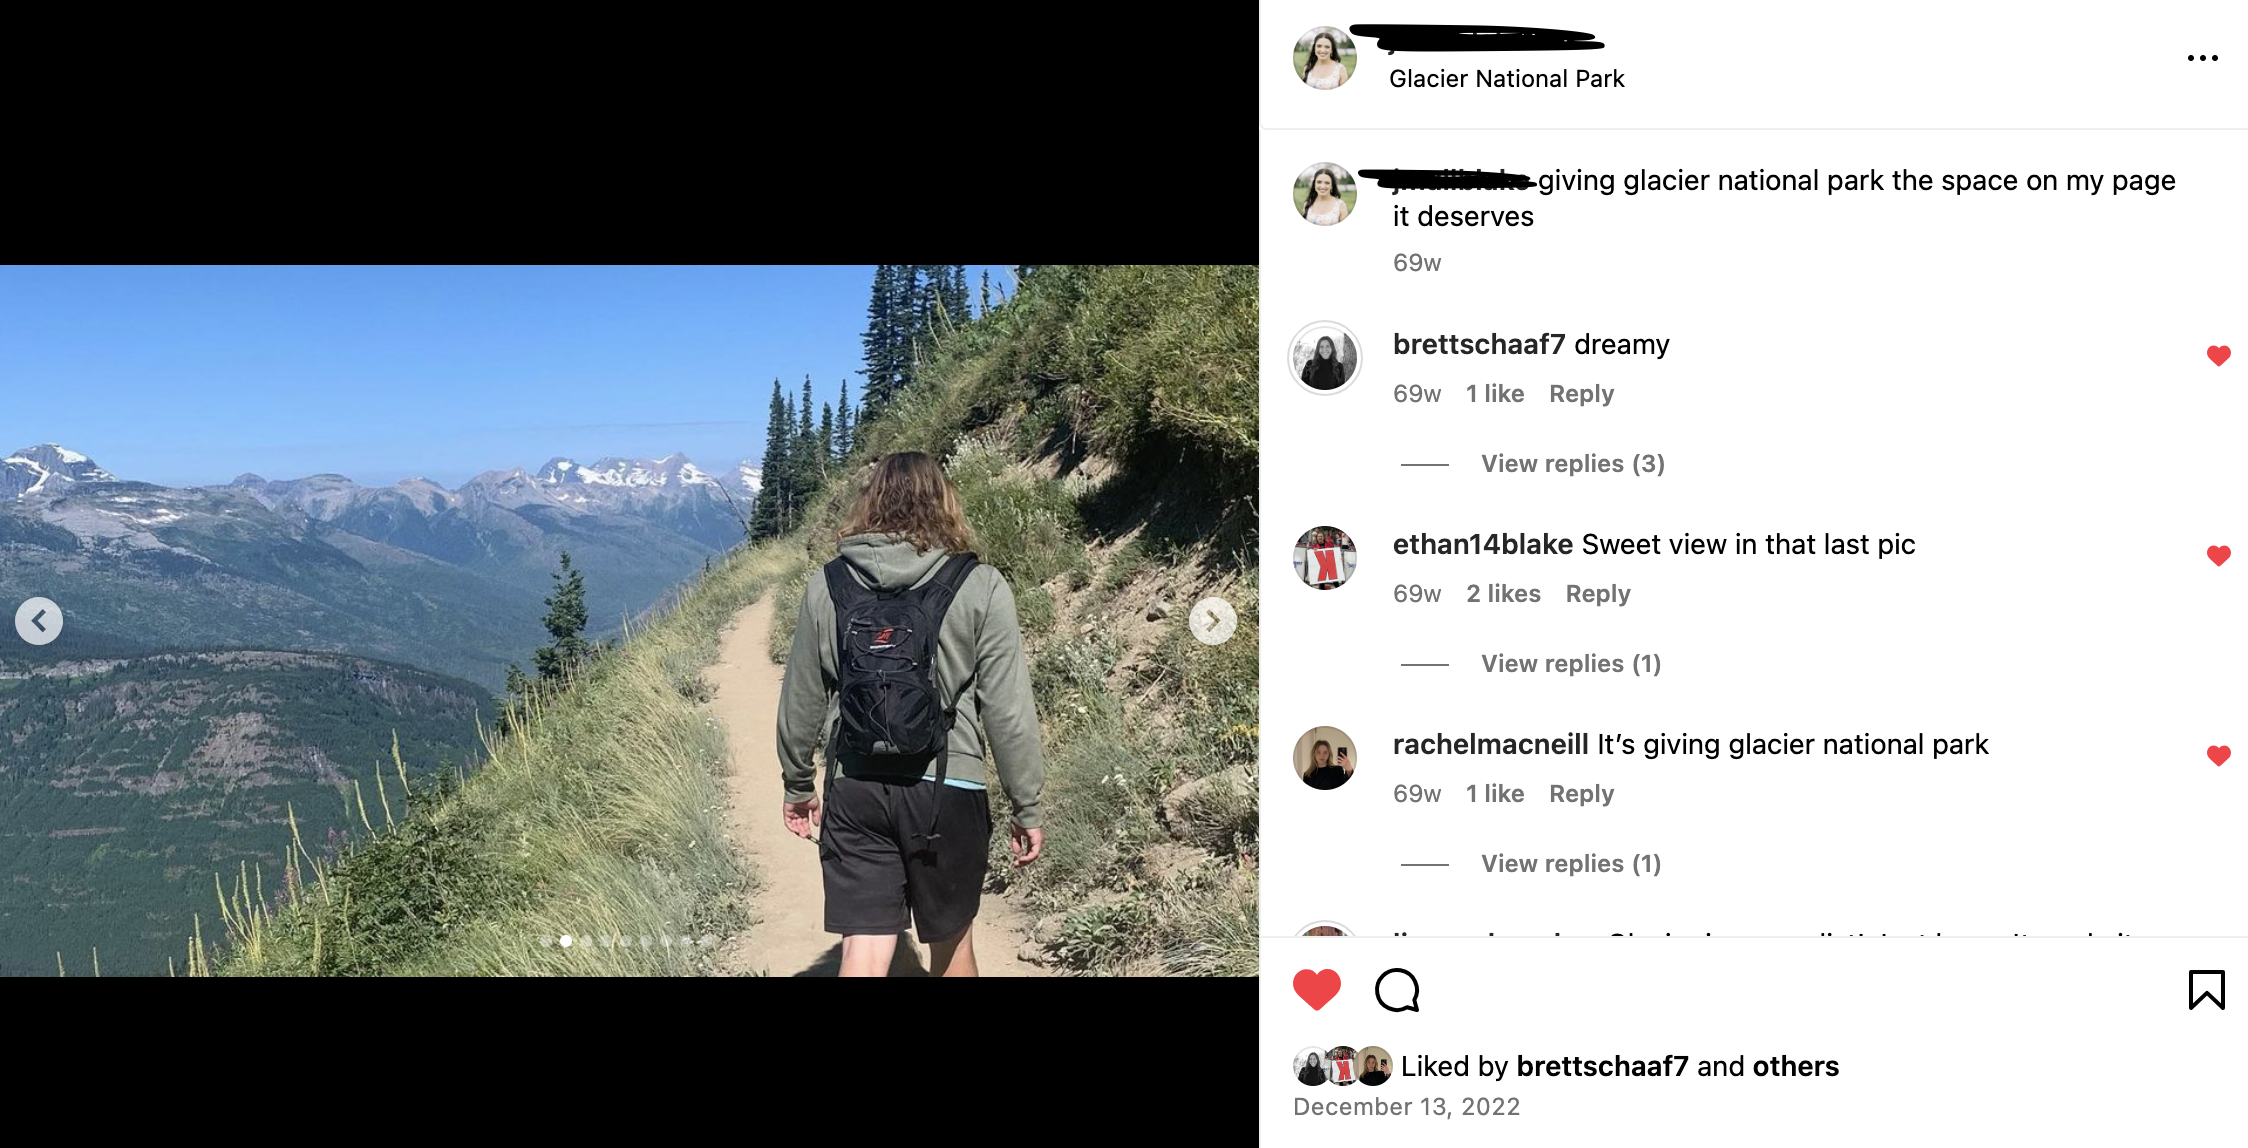 Glacier National Park
giving glacier national park the space on my page
it deserves
69w
brettschaaf7 dreamy
69w 1 like Reply
View replies (3)
ethan14blake Sweet view in that last pic
69w 2 likes Reply
View replies (1)
rachelmacneill It’s giving glacier national park
69w 1 like Reply
View replies (1)
Liked by brettschaaf7 and others
December 13, 2022